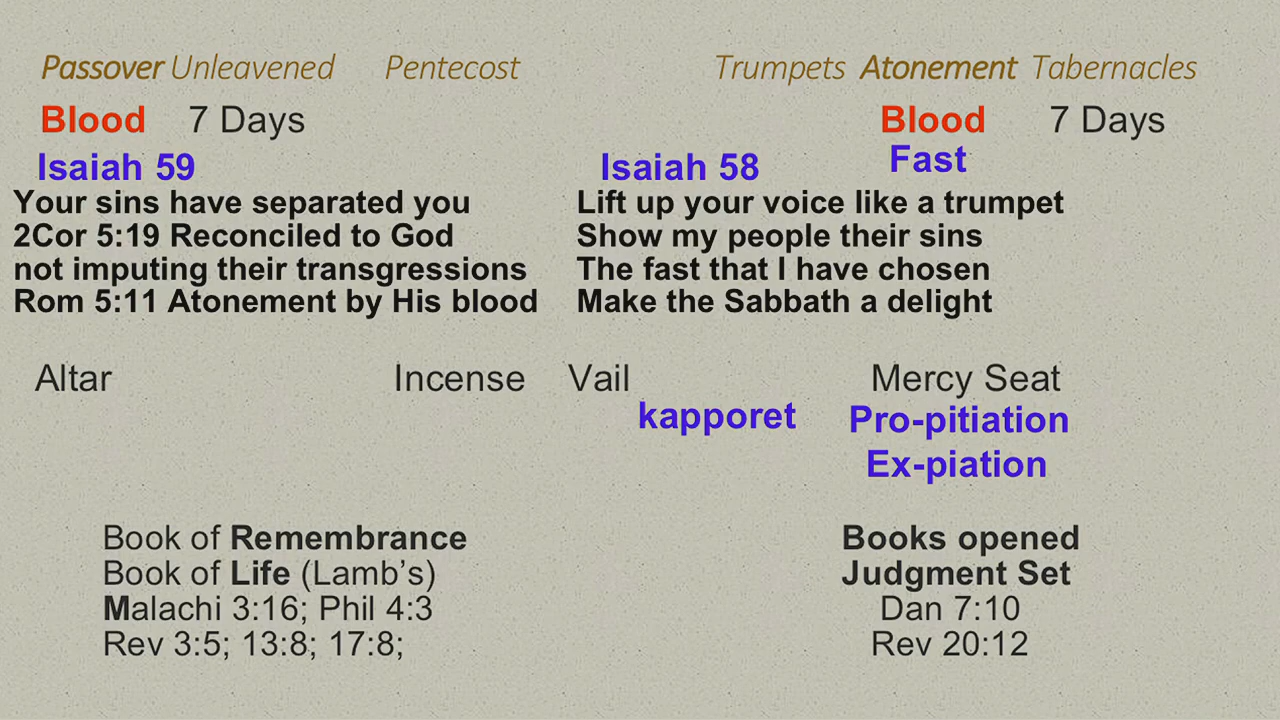 Passover Unleavened Pentecost Trumpets Atonement Tabernacles
Blood 7 Days Blood 7 Days
Isaiah 59
Your sins have separated you
2Cor 5:19 Reconciled to God
not imputing their transgressions
Rom 5:11 Atonement by His blood
Isaiah 58 Fast
Lift up your voice like a trumpet
Show my people their sins
The fast that I have chosen
Make the Sabbath a delight
Altar Incense Vail Mercy Seat
kapporet Pro-pitiation
Ex-piation
Book of Remembrance
Book of Life (Lamb's)
Malachi 3:16; Phil 4:3
Rev 3:5; 13:8; 17:8;
Books opened
Judgment Set
Dan 7:10
Rev 20:12